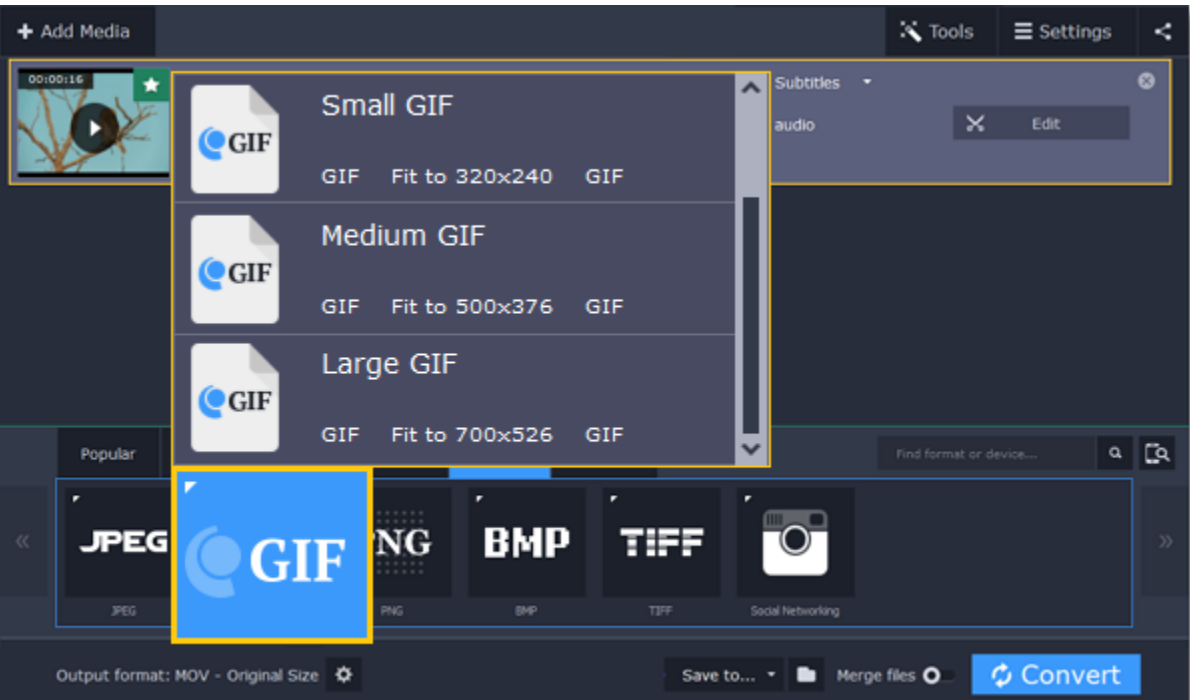 Add Media
Tools
Settings
00:00:16
Subtitles
audio
Edit
GIF
Small GIF
GIF Fit to 320x240 GIF
GIF
Medium GIF
GIF Fit to 500x376 GIF
GIF
Large GIF
GIF Fit to 700x526 GIF
Popular
Find format or device...
JPEG
GIF
NG
BMP
TIFF
JPEG
PNG
BMP
TIFF
Social Networking
Output format: MOV - Original Size
Save to...
Merge files
Convert